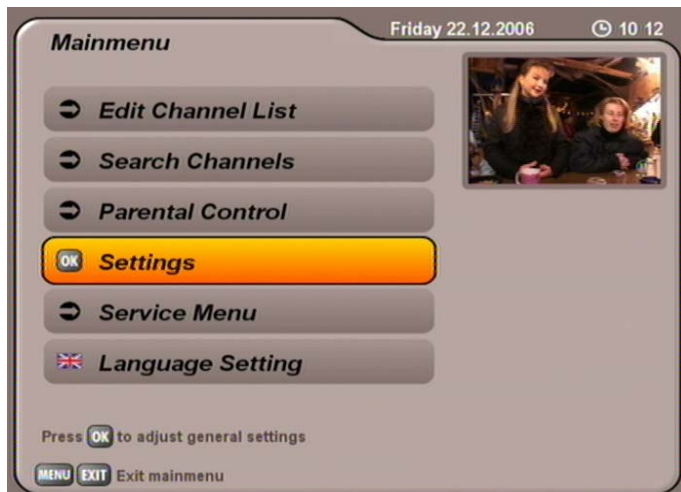 Friday 22.12.2006 10 12
Mainmenu
Edit Channel List
Search Channels
Parental Control
OK Settings
Service Menu
Language Setting
Press OK to adjust general settings
MENU EXIT Exit mainmenu